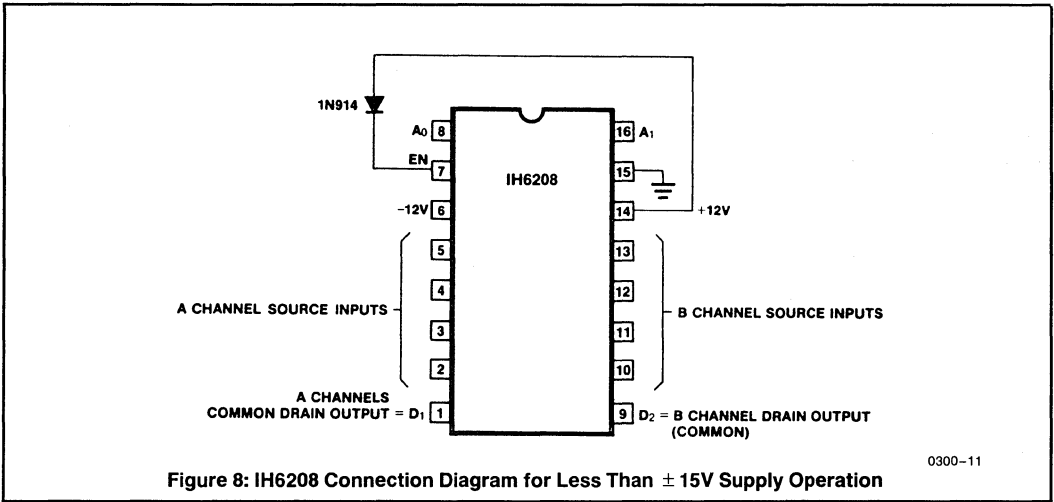 1N914
A0 8
16 A1
EN
7
15
IH6208
-12V 6
14 +12V
5
13
4
12
A CHANNEL SOURCE INPUTS
B CHANNEL SOURCE INPUTS
3
11
2
10
A CHANNELS
COMMON DRAIN OUTPUT = D1 1
9 D2 = B CHANNEL DRAIN OUTPUT
(COMMON)
0300-11
Figure 8: IH6208 Connection Diagram for Less Than ± 15V Supply Operation